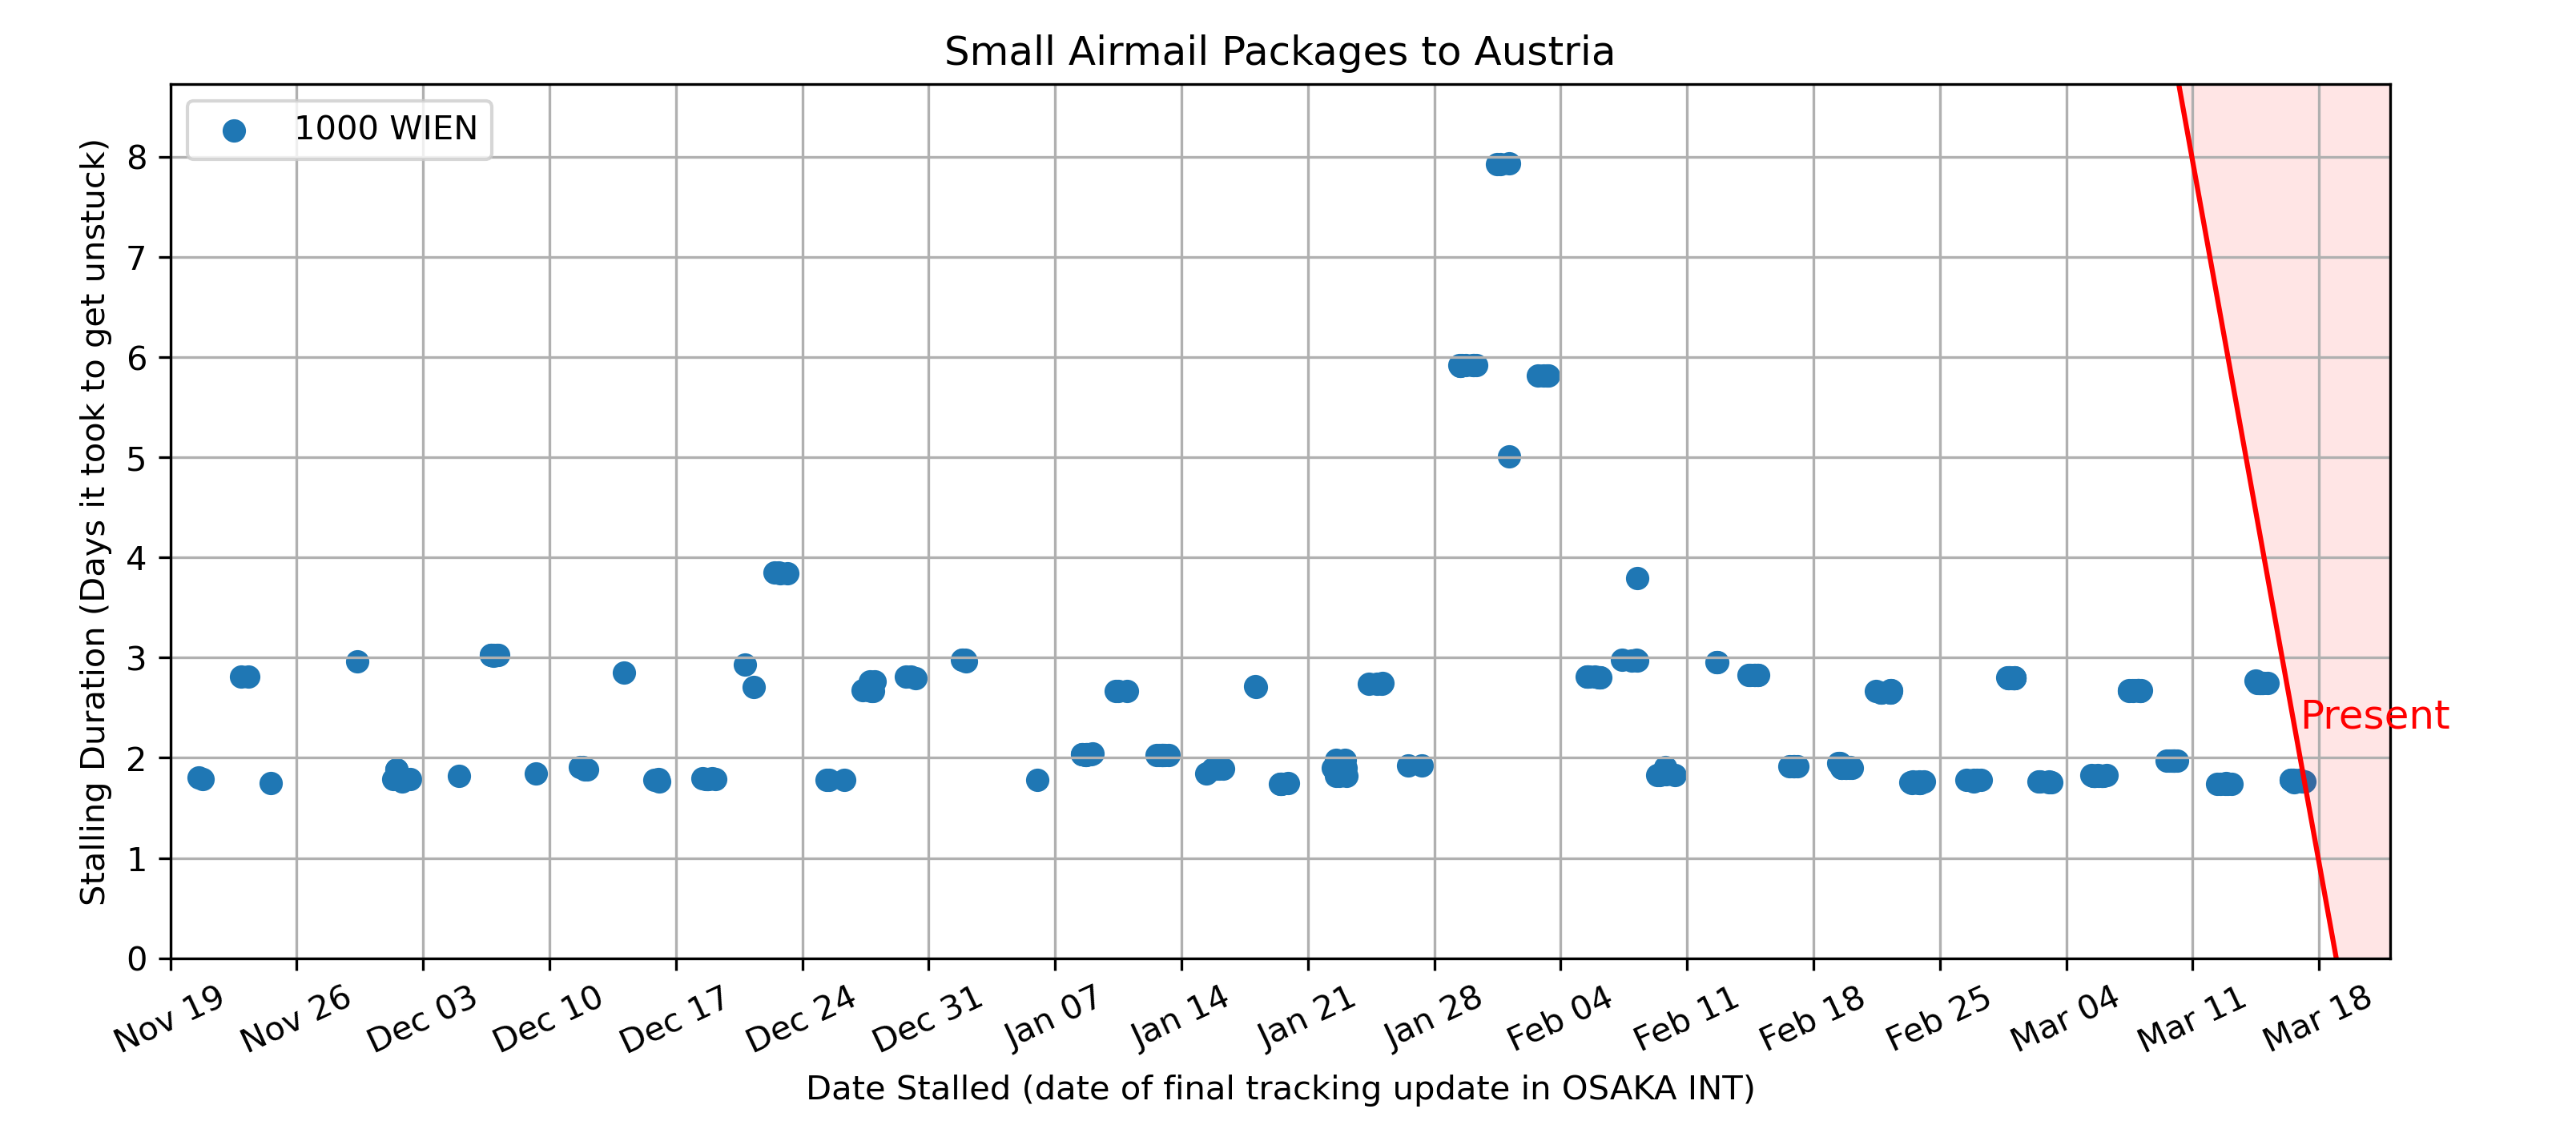 Small Airmail Packages to Austria
1000 WIEN
Stalling Duration (Days it took to get unstuck)
8
7
6
5
4
3
2
1
0
Present
Nov 19
Nov 26
Dec 03
Dec 10
Dec 17
Dec 24
Dec 31
Jan 07
Jan 14
Jan 21
Jan 28
Feb 04
Feb 11
Feb 18
Feb 25
Mar 04
Mar 11
Mar 18
Date Stalled (date of final tracking update in OSAKA INT)